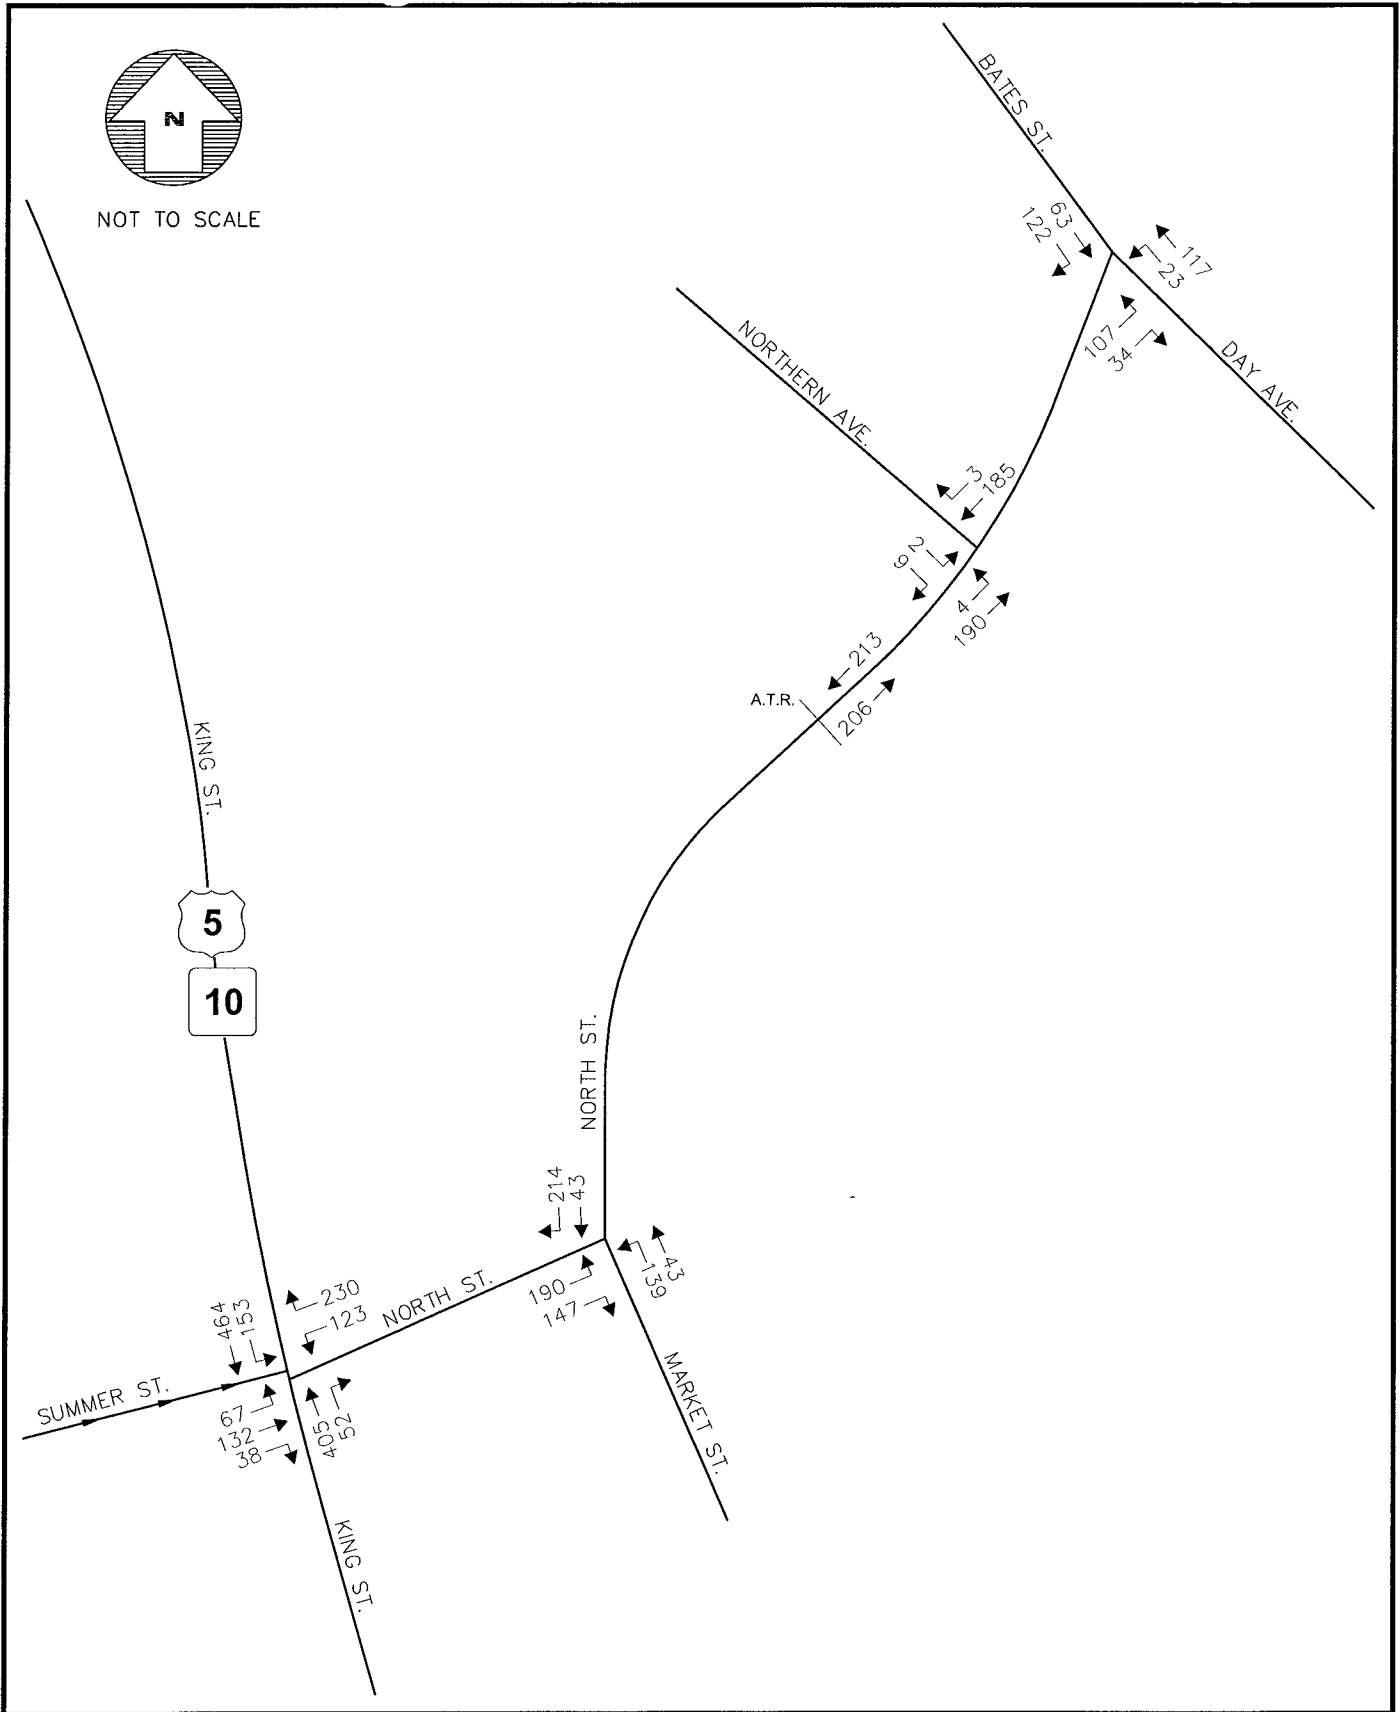 N
NOT TO SCALE
BATES ST.
63
122
117
23
107
34
DAY AVE.
NORTHERN AVE.
3
185
2
9
4
190
213
A.T.R.
206
KING ST.
5
10
NORTH ST.
214
43
43
139
190
147
NORTH ST.
230
123
464
153
SUMMER ST.
67
132
38
405
52
MARKET ST.
KING ST.